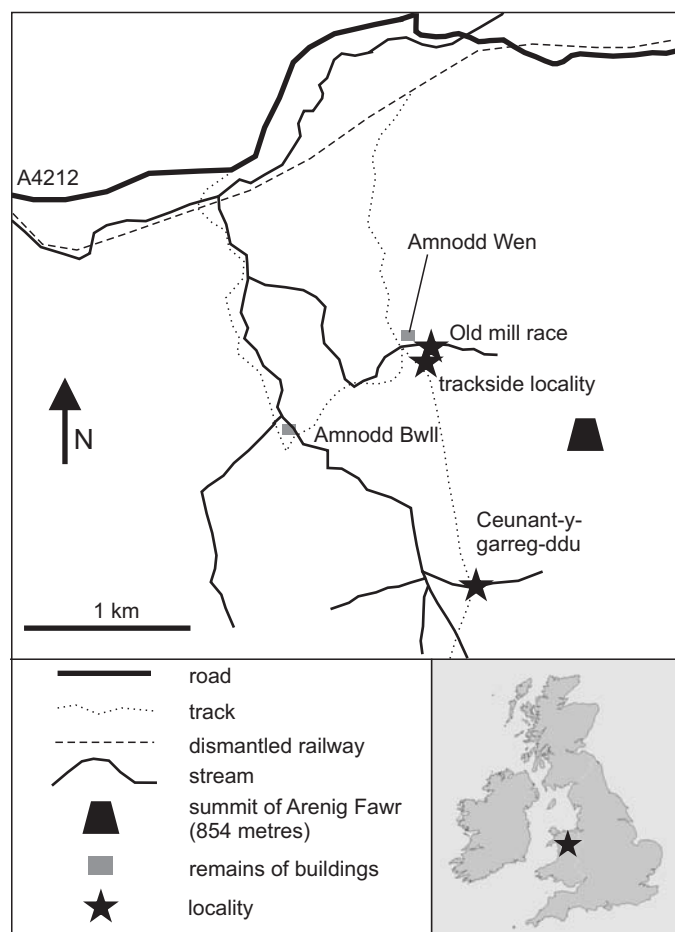 A4212
Amnodd Wen
Old mill race
trackside locality
N
Amnodd Bwll
Ceunant-y-
garreg-ddu
1 km
road
track
dismantled railway
stream
summit of Arenig Fawr
(854 metres)
remains of buildings
locality